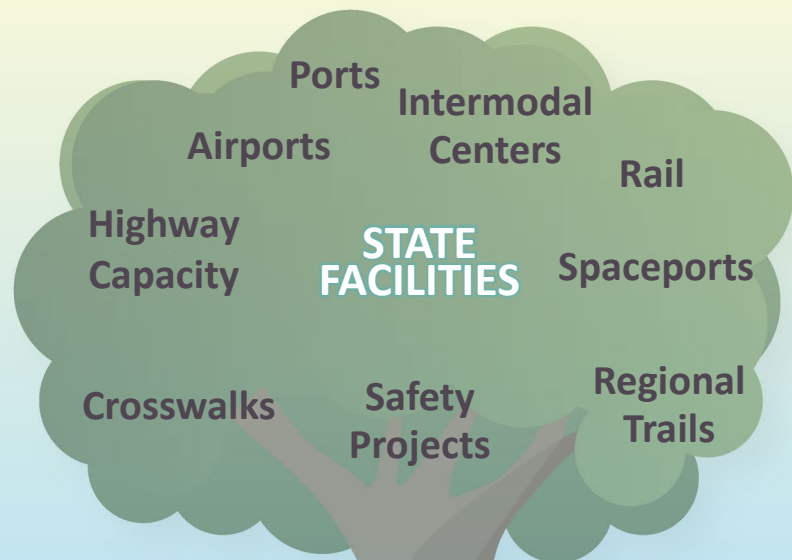 Ports
Intermodal
Centers
Airports
Rail
Highway
Capacity
STATE
FACILITIES
Spaceports
Crosswalks
Safety
Projects
Regional
Trails